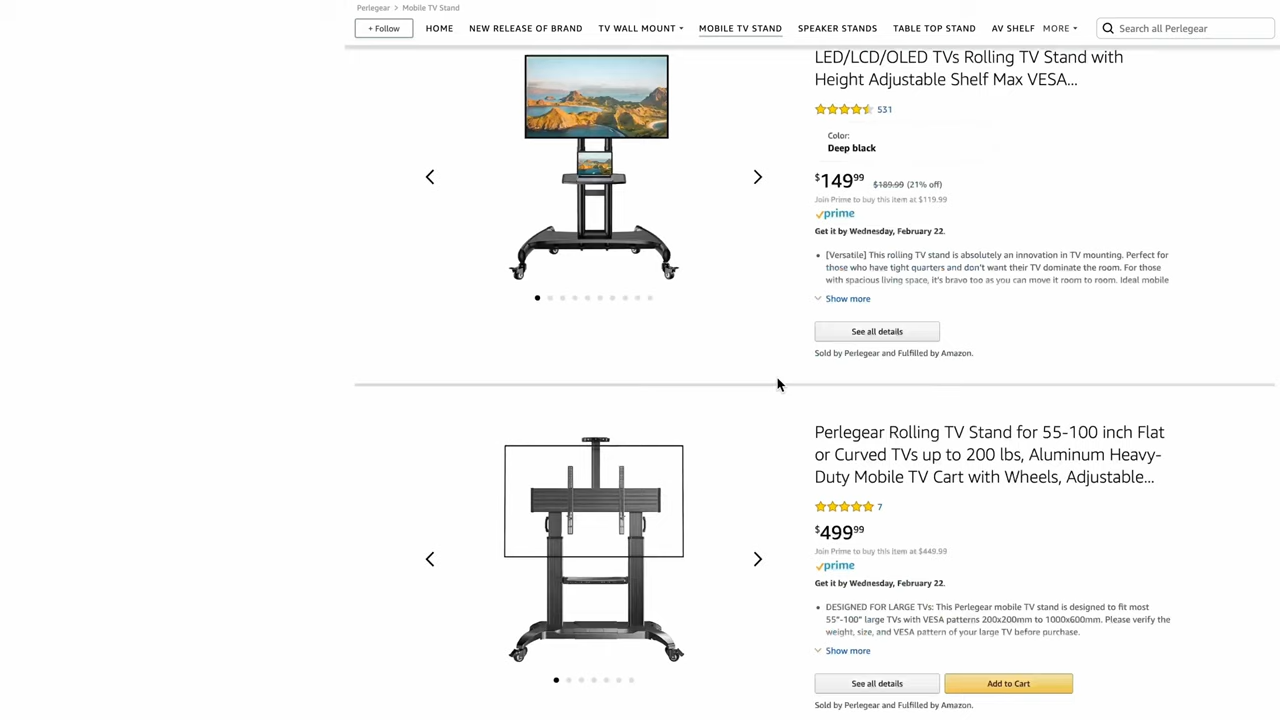 Perlegear > Mobile TV Stand
+ Follow HOME NEW RELEASE OF BRAND TV WALL MOUNT MOBILE TV STAND SPEAKER STANDS TABLE TOP STAND AV SHELF MORE Search all Perlegear
LED/LCD/OLED TVs Rolling TV Stand with
Height Adjustable Shelf Max VESA...
531
Color:
Deep black
$149⁹⁹ $189.99 (21% off)
Join Prime to buy this item at $119.99
prime
Get it by Wednesday, February 22.
• [Versatile] This rolling TV stand is absolutely an innovation in TV mounting. Perfect for
those who have tight quarters and don't want their TV dominate the room. For those
with spacious living space, it's bravo too as you can move it room to room. Ideal mobile
Show more
See all details
Sold by Perlegear and Fulfilled by Amazon.
Perlegear Rolling TV Stand for 55-100 inch Flat
or Curved TVs up to 200 lbs, Aluminum Heavy-
Duty Mobile TV Cart with Wheels, Adjustable...
7
$499⁹⁹
Join Prime to buy this item at $449.99
prime
Get it by Wednesday, February 22.
• DESIGNED FOR LARGE TVs: This Perlegear mobile TV stand is designed to fit most
55"-100" large TVs with VESA patterns 200x200mm to 1000x600mm. Please verify the
weight, size, and VESA pattern of your large TV before purchase.
Show more
See all details Add to Cart
Sold by Perlegear and Fulfilled by Amazon.